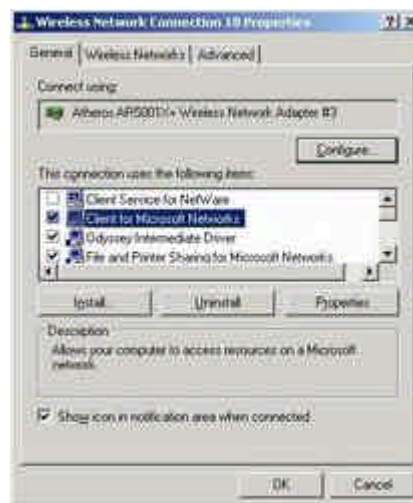 Wireless Network Connection 10 Properties
General Wireless Networks Advanced
Connect using:
Atheros AR5001X+ Wireless Network Adapter #3
Configure...
This connection uses the following items:
Client Service for NetWare
Client for Microsoft Networks
Odyssey Intermediate Driver
File and Printer Sharing for Microsoft Networks
Install... Uninstall Properties
Description
Allows your computer to access resources on a Microsoft
network.
Show icon in notification area when connected
OK Cancel